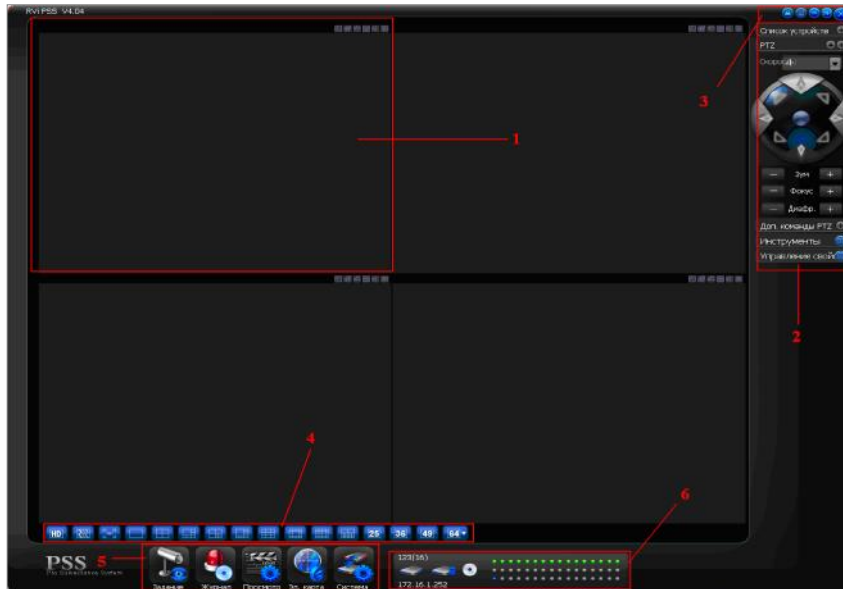 RVi PSS V4.04
3
Список устройств
PTZ
Скорость
1
Зум
Фокус
Диафр.
Доп. команды PTZ
Инструменты
Управление свой
2
4
HD
25
36
49
64
6
PSS
5
Задание
Журнал
Просмотр
Эл. карта
Система
123(16)
172.16.1.252